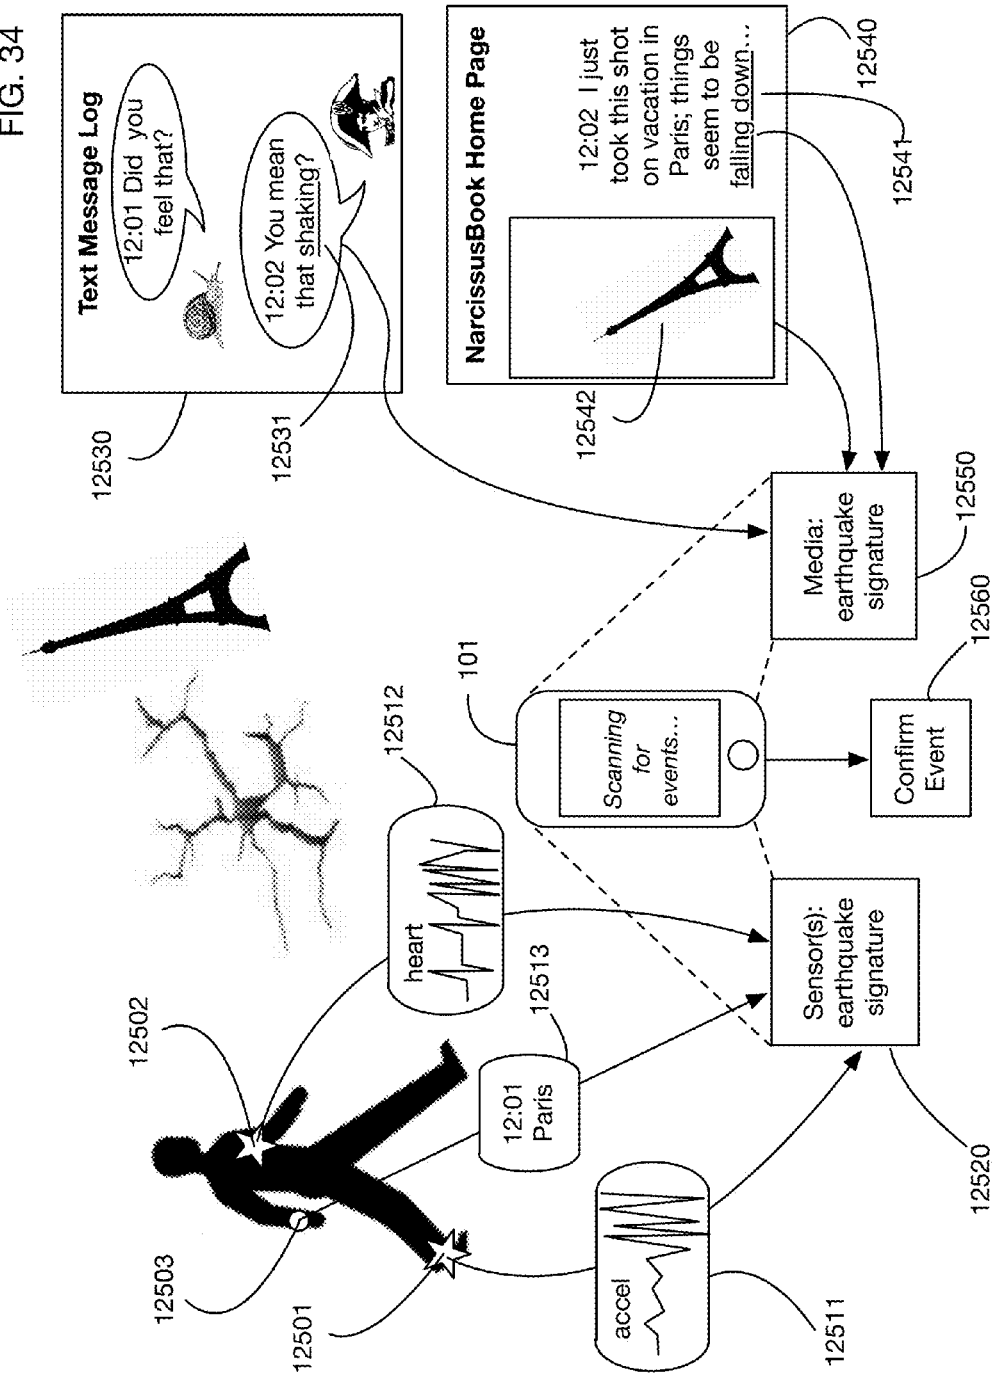 FIG. 34
Text Message Log
12:01 Did you
feel that?
12:02 You mean
that shaking?
12530
12531
NarcissusBook Home Page
12:02 I just
took this shot
on vacation in
Paris; things
seem to be
falling down...
12540
12541
12542
12502
12503
12501
heart
12512
12:01
Paris
12513
accel
12511
101
Scanning
for
events...
Sensor(s):
earthquake
signature
12520
Media:
earthquake
signature
12550
Confirm
Event
12560